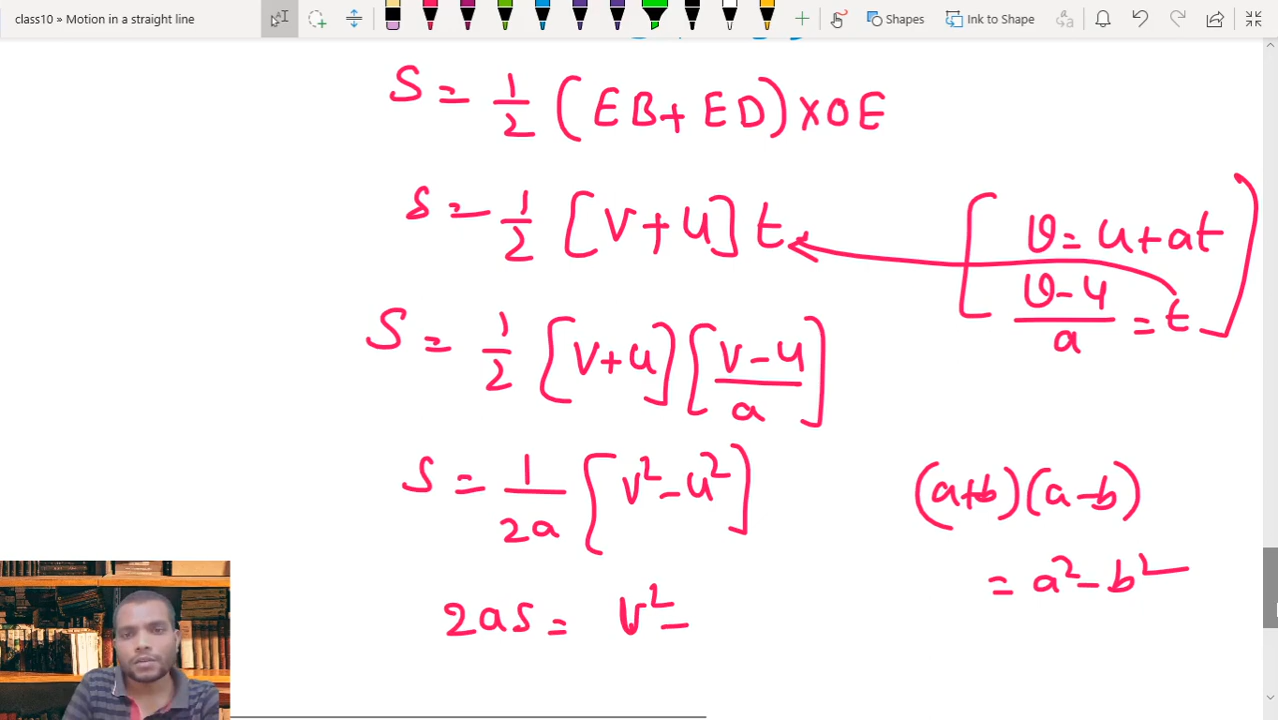 class10 » Motion in a straight line
Shapes
Ink to Shape
S = 1/2 (EB + ED) × OE
S = 1/2 [V + u] t
[v = u + at
v - u / a = t]
S = 1/2 [V + u] [V - u / a]
S = 1/2a [V² - u²]
(a+b)(a-b)
= a² - b²
2as = V² -